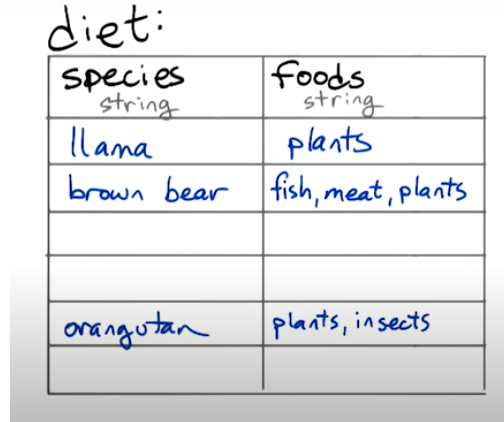 diet:
species foods
string string
llama plants
brown bear fish, meat, plants
orangutan plants, insects